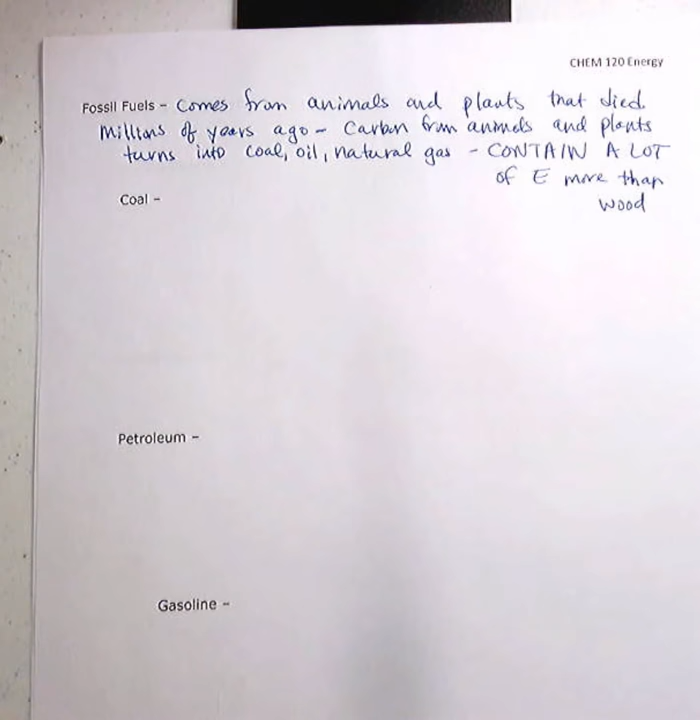 CHEM 120 Energy
Fossil Fuels - Comes from animals and plants that died
Millions of years ago - Carbon from animals and plants
turns into coal, oil, natural gas - CONTAIN A LOT
of E more than
wood
Coal -
Petroleum -
Gasoline -